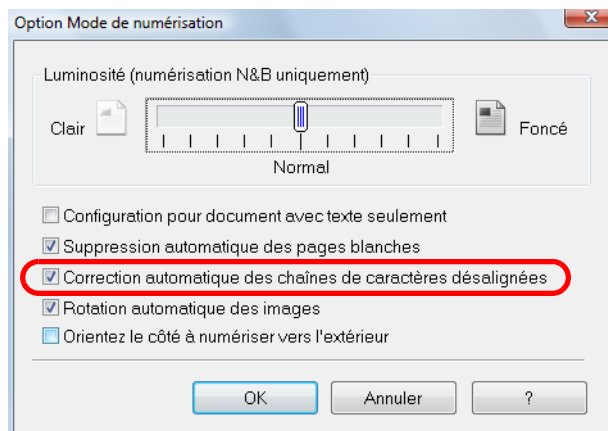 Option Mode de numérisation
Luminosité (numérisation N&B uniquement)
Clair
Foncé
Normal
Configuration pour document avec texte seulement
Suppression automatique des pages blanches
Correction automatique des chaînes de caractères désalignées
Rotation automatique des images
Orientez le côté à numériser vers l'extérieur
OK
Annuler
?